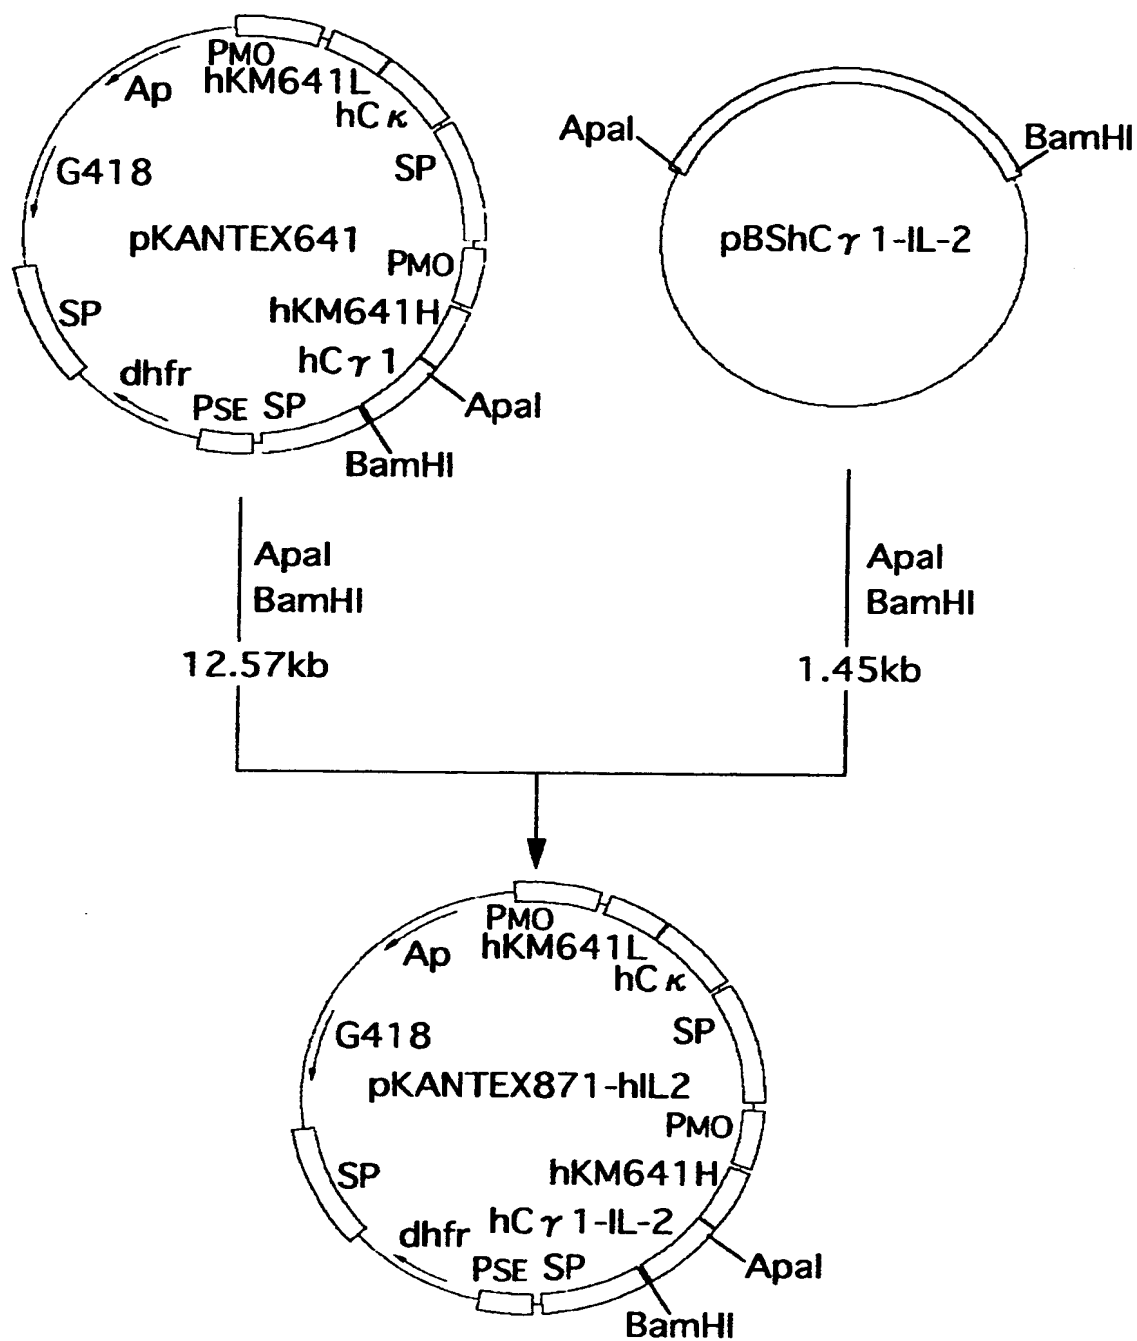 PMO
hKM641L
Ap
hCκ
G418
SP
pKANTEX641
PMO
SP
hKM641H
hCγ1
dhfr
ApaI
PSE SP
BamHI
ApaI
BamHI
pBShCγ1-IL-2
ApaI
BamHI
12.57kb
ApaI
BamHI
1.45kb
PMO
hKM641L
Ap
hCκ
SP
G418
pKANTEX871-hIL2
PMO
SP
hKM641H
hCγ1-IL-2
dhfr
ApaI
PSE SP
BamHI